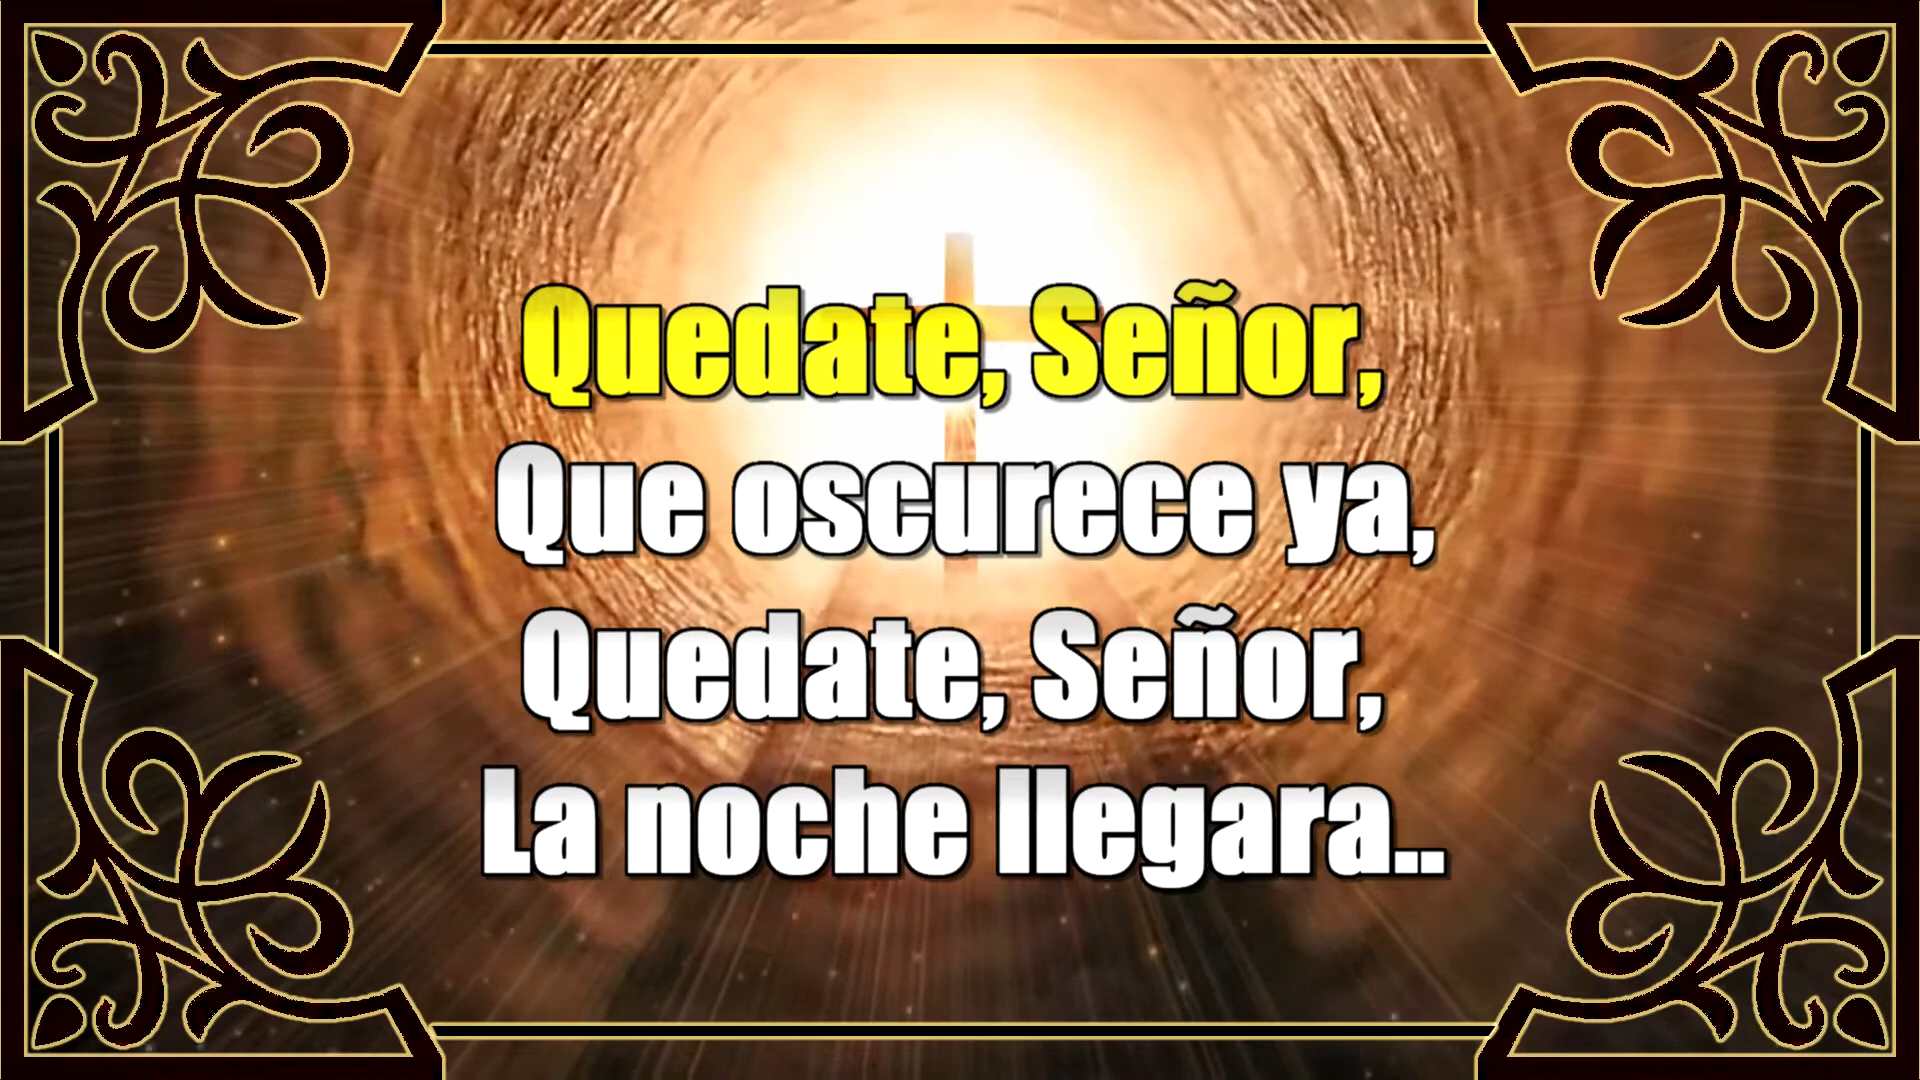 Quedate, Señor,
Que oscurece ya,
Quedate, Señor,
La noche llegara..